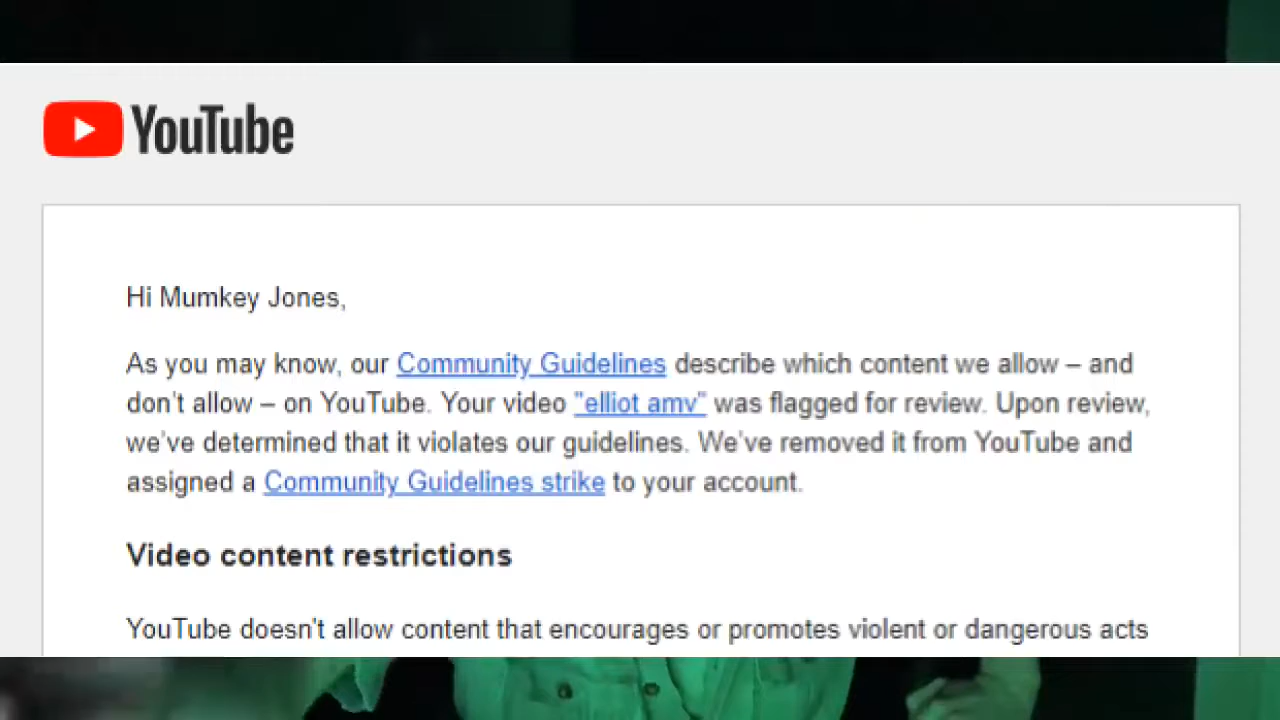 YouTube
Hi Mumkey Jones,
As you may know, our Community Guidelines describe which content we allow – and
don't allow – on YouTube. Your video "elliot amv" was flagged for review. Upon review,
we've determined that it violates our guidelines. We've removed it from YouTube and
assigned a Community Guidelines strike to your account.
Video content restrictions
YouTube doesn't allow content that encourages or promotes violent or dangerous acts